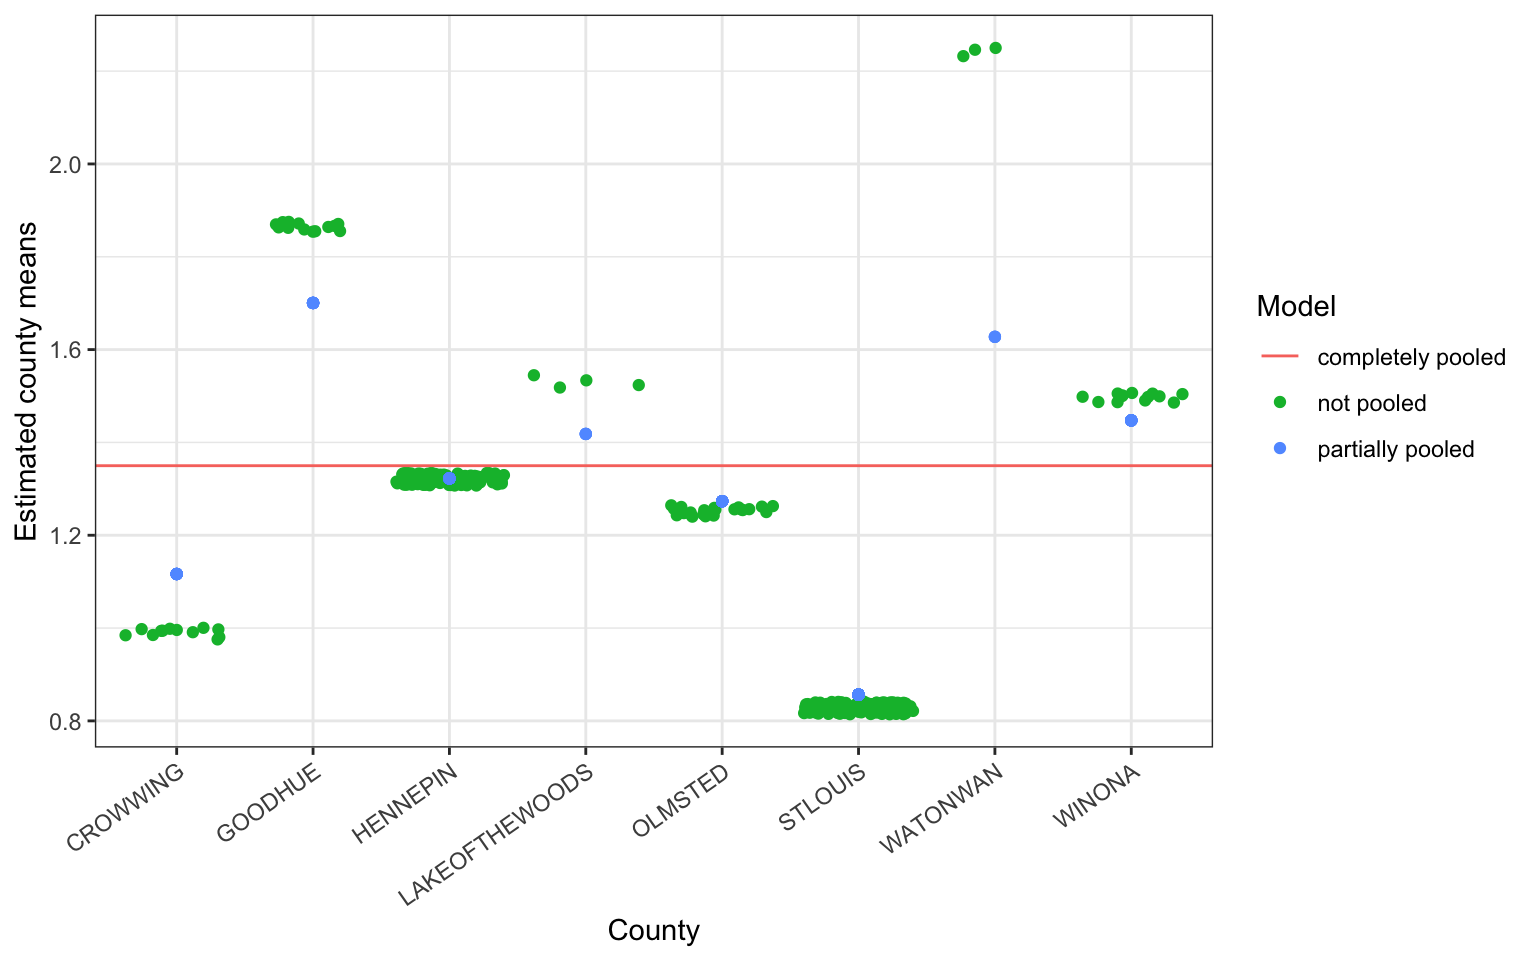 Estimated county means
2.0
1.6
1.2
0.8
CROWWING
GOODHUE
HENNEPIN
LAKEOFTHEWOODS
OLMSTED
STLOUIS
WATONWAN
WINONA
County
Model
completely pooled
not pooled
partially pooled